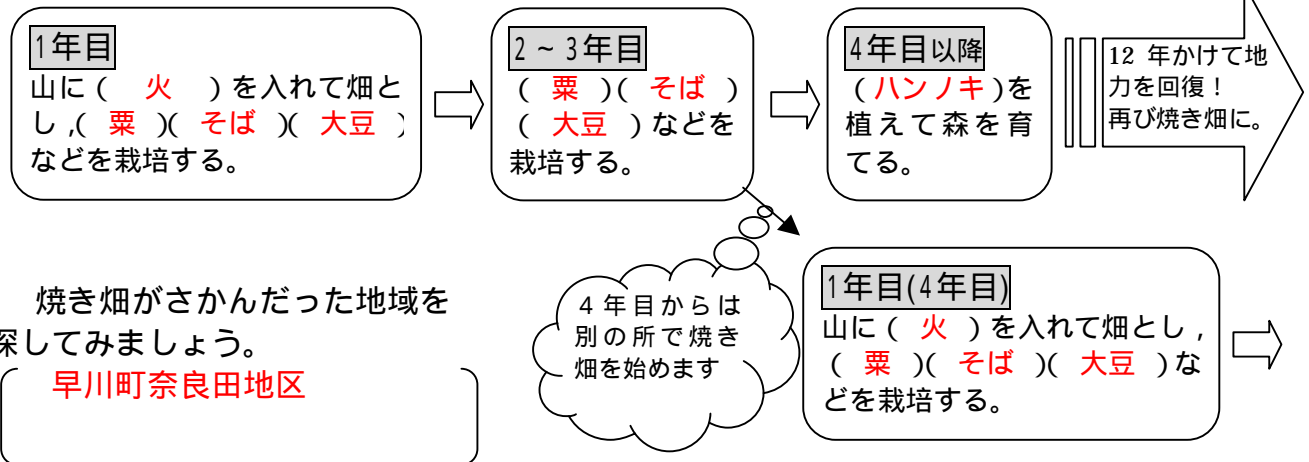 1年目
山に（　火　）を入れて畑と
し,（ 粟 ）（ そば ）（ 大豆 ）
などを栽培する。
2～3年目
（ 粟 ）（ そば ）
（ 大豆 ）などを
栽培する。
4年目以降
（ハンノキ）を
植えて森を育
てる。
12 年かけて地
力を回復！
再び焼き畑に。
４年目からは
別の所で焼き
畑を始めます
1年目(4年目)
山に（ 火 ）を入れて畑とし，
（ 粟 ）（ そば ）（ 大豆 ）な
どを栽培する。
焼き畑がさかんだった地域を
探してみましょう。
早川町奈良田地区